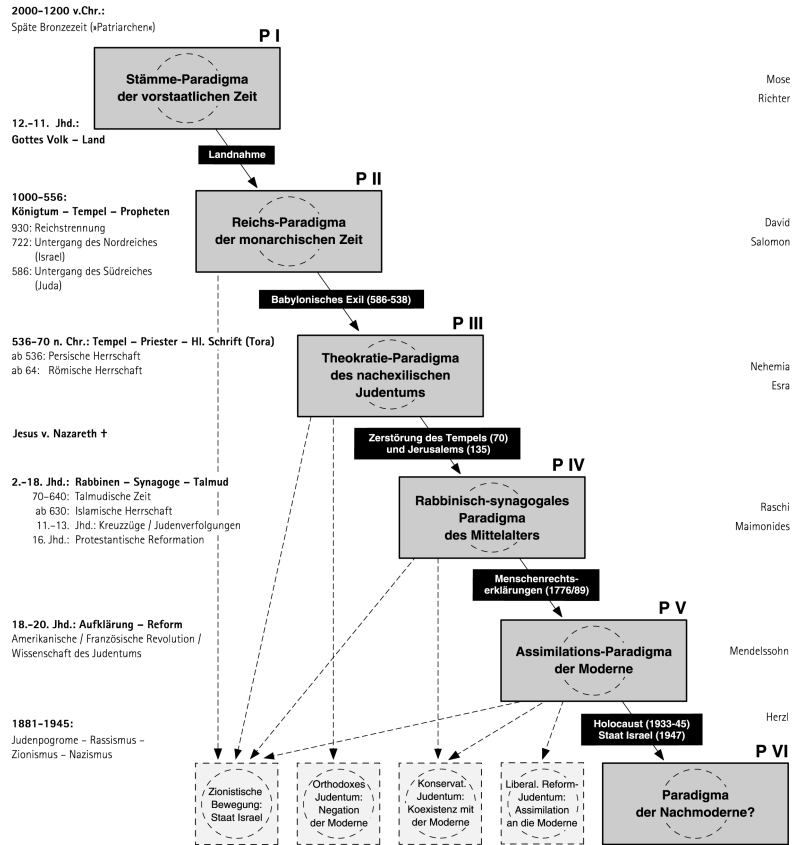 2000-1200 v.Chr.:
Späte Bronzezeit (»Patriarchen«)
P I
Stämme-Paradigma
der vorstaatlichen Zeit
Mose
Richter
12.-11. Jhd.:
Gottes Volk – Land
Landnahme
P II
1000-556:
Königtum – Tempel – Propheten
930: Reichstrennung
722: Untergang des Nordreiches
(Israel)
586: Untergang des Südreiches
(Juda)
Reichs-Paradigma
der monarchischen Zeit
David
Salomon
Babylonisches Exil (586-538)
P III
536-70 n. Chr.: Tempel – Priester – Hl. Schrift (Tora)
ab 536: Persische Herrschaft
ab 64: Römische Herrschaft
Theokratie-Paradigma
des nachexilischen
Judentums
Nehemia
Esra
Jesus v. Nazareth ✝
Zerstörung des Tempels (70)
und Jerusalems (135)
P IV
2.-18. Jhd.: Rabbinen – Synagoge – Talmud
70-640: Talmudische Zeit
ab 630: Islamische Herrschaft
11.-13. Jhd.: Kreuzzüge / Judenverfolgungen
16. Jhd.: Protestantische Reformation
Rabbinisch-synagogales
Paradigma
des Mittelalters
Raschi
Maimonides
Menschenrechts-
erklärungen (1776/89)
P V
18.-20. Jhd.: Aufklärung – Reform
Amerikanische / Französische Revolution /
Wissenschaft des Judentums
Assimilations-Paradigma
der Moderne
Mendelssohn
1881-1945:
Judenpogrome – Rassismus –
Zionismus – Nazismus
Holocaust (1933-45)
Staat Israel (1947)
Herzl
P VI
Zionistische
Bewegung:
Staat Israel
Orthodoxes
Judentum:
Negation
der Moderne
Konservat.
Judentum:
Koexistenz mit
der Moderne
Liberal. Reform-
Judentum:
Assimilation
an die Moderne
Paradigma
der Nachmoderne?